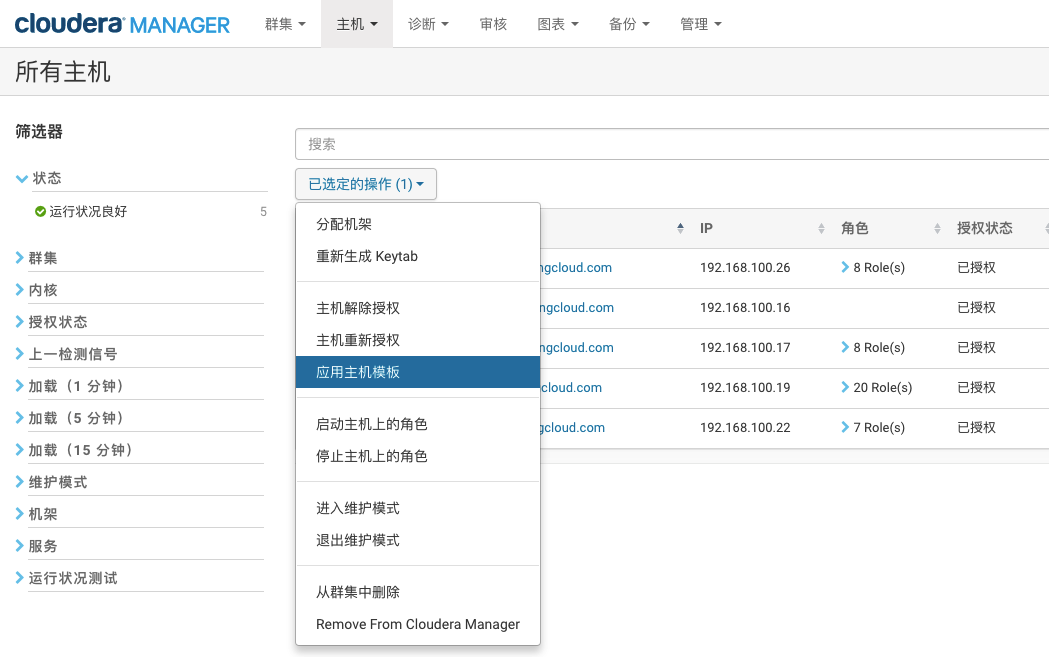 cloudera MANAGER 群集 主机 诊断 审核 图表 备份 管理
所有主机
筛选器
状态
运行状况良好 5
群集
内核
授权状态
上一检测信号
加载（1 分钟）
加载（5 分钟）
加载（15 分钟）
维护模式
机架
服务
运行状况测试
搜索
已选定的操作 (1)
分配机架
重新生成 Keytab
主机解除授权
主机重新授权
应用主机模板
启动主机上的角色
停止主机上的角色
进入维护模式
退出维护模式
从群集中删除
Remove From Cloudera Manager
IP 角色 授权状态
ngcloud.com 192.168.100.26 8 Role(s) 已授权
ngcloud.com 192.168.100.16 已授权
ngcloud.com 192.168.100.17 8 Role(s) 已授权
cloud.com 192.168.100.19 20 Role(s) 已授权
gcloud.com 192.168.100.22 7 Role(s) 已授权